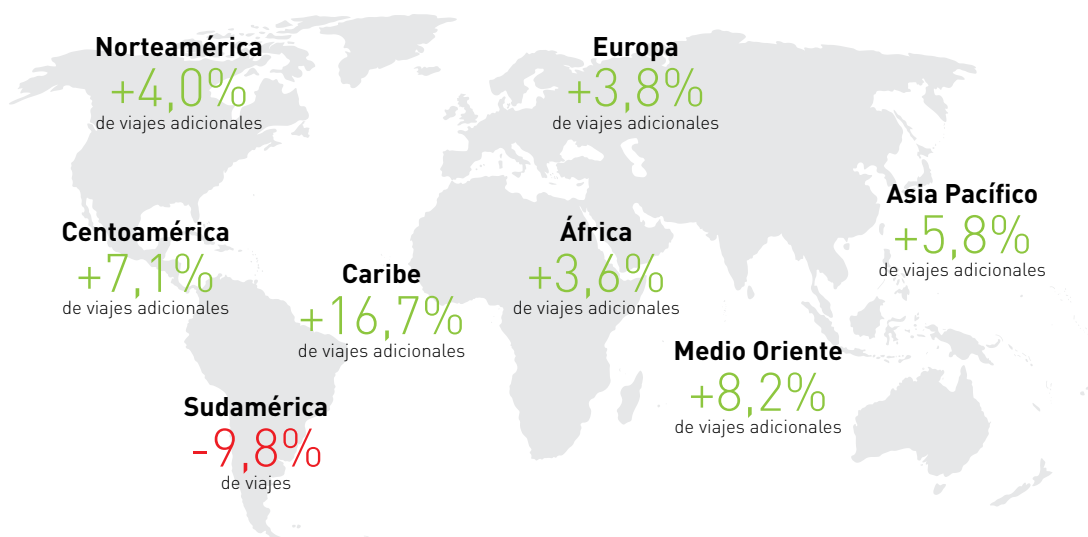 Norteamérica
+4,0%
de viajes adicionales
Europa
+3,8%
de viajes adicionales
Asia Pacífico
+5,8%
de viajes adicionales
Centoamérica
+7,1%
de viajes adicionales
Caribe
+16,7%
de viajes adicionales
África
+3,6%
de viajes adicionales
Medio Oriente
+8,2%
de viajes adicionales
Sudamérica
-9,8%
de viajes